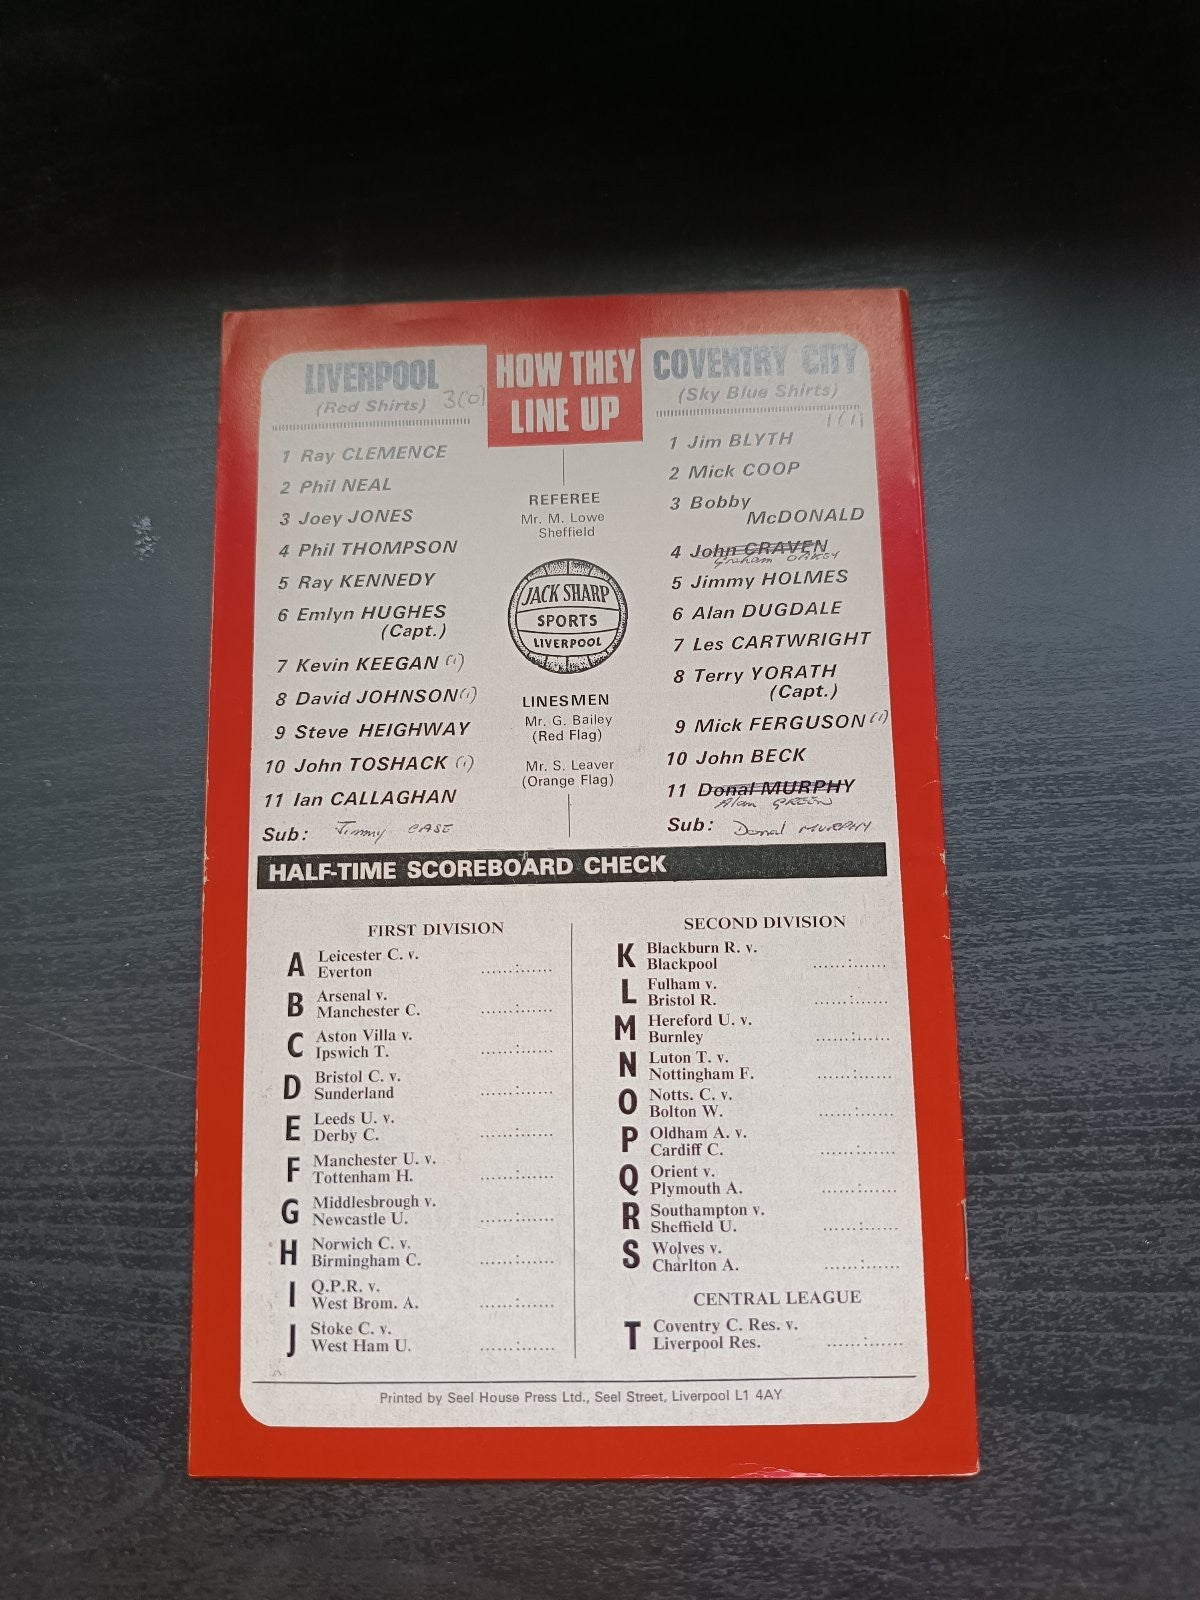 HOW THEY
LINE UP
LIVERPOOL
(Red Shirts) 3(0)
1 Ray CLEMENCE
2 Phil NEAL
3 Joey JONES
4 Phil THOMPSON
5 Ray KENNEDY
6 Emlyn HUGHES
(Capt.)
7 Kevin KEEGAN (1)
8 David JOHNSON (1)
9 Steve HEIGHWAY
10 John TOSHACK (1)
11 Ian CALLAGHAN
Sub: Jimmy CASE
REFEREE
Mr. M. Lowe
Sheffield
JACK SHARP
SPORTS
LIVERPOOL
LINESMEN
Mr. G. Bailey
(Red Flag)
Mr. S. Leaver
(Orange Flag)
COVENTRY CITY
(Sky Blue Shirts)
1(1)
1 Jim BLYTH
2 Mick COOP
3 Bobby
McDONALD
4 John CRAVEN
Graham OAKEY
5 Jimmy HOLMES
6 Alan DUGDALE
7 Les CARTWRIGHT
8 Terry YORATH
(Capt.)
9 Mick FERGUSON (1)
10 John BECK
11 Donal MURPHY
Alan GREEN
Sub: Donal MURPHY
HALF-TIME SCOREBOARD CHECK
FIRST DIVISION
A Leicester C. v.
Everton ......:......
B Arsenal v.
Manchester C. ......:......
C Aston Villa v.
Ipswich T. ......:......
D Bristol C. v.
Sunderland ......:......
E Leeds U. v.
Derby C. ......:......
F Manchester U. v.
Tottenham H. ......:......
G Middlesbrough v.
Newcastle U. ......:......
H Norwich C. v.
Birmingham C. ......:......
I Q.P.R. v.
West Brom. A. ......:......
J Stoke C. v.
West Ham U. ......:......
SECOND DIVISION
K Blackburn R. v.
Blackpool ......:......
L Fulham v.
Bristol R. ......:......
M Hereford U. v.
Burnley ......:......
N Luton T. v.
Nottingham F. ......:......
O Notts. C. v.
Bolton W. ......:......
P Oldham A. v.
Cardiff C. ......:......
Q Orient v.
Plymouth A. ......:......
R Southampton v.
Sheffield U. ......:......
S Wolves v.
Charlton A. ......:......
CENTRAL LEAGUE
T Coventry C. Res. v.
Liverpool Res. ......:......
Printed by Seel House Press Ltd., Seel Street, Liverpool L1 4AY